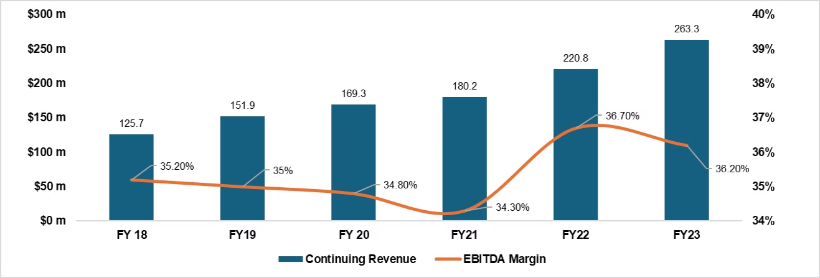 $300 m
$250 m
$200 m
$150 m
$100 m
$50 m
$0 m
40%
39%
38%
37%
36%
35%
34%
125.7
151.9
169.3
180.2
220.8
263.3
35.20%
35%
34.80%
34.30%
36.70%
36.20%
FY 18 FY19 FY 20 FY21 FY22 FY23
Continuing Revenue EBITDA Margin